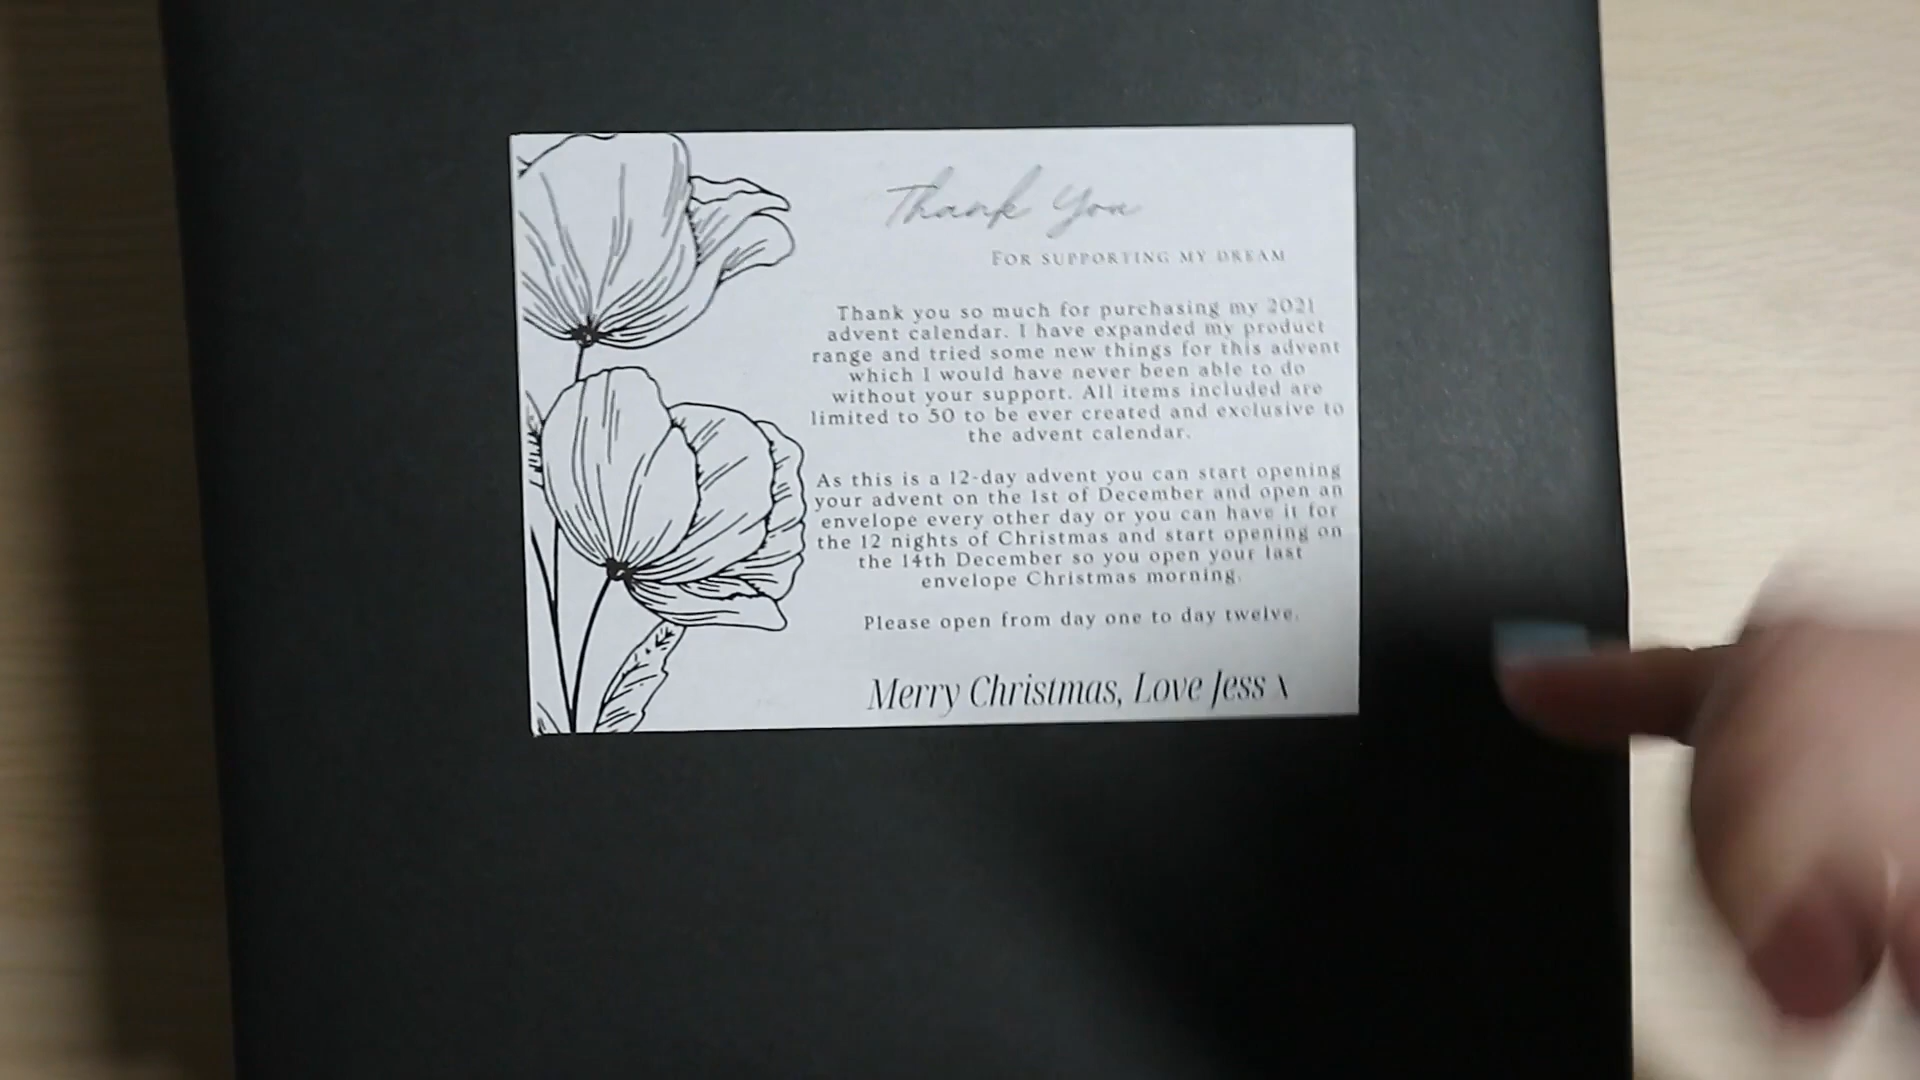 Thank You
FOR SUPPORTING MY DREAM
Thank you so much for purchasing my 2021
advent calendar. I have expanded my product
range and tried some new things for this advent
which I would have never been able to do
without your support. All items included are
limited to 50 to be ever created and exclusive to
the advent calendar.
As this is a 12-day advent you can start opening
your advent on the 1st of December and open an
envelope every other day or you can have it for
the 12 nights of Christmas and start opening on
the 14th December so you open your last
envelope Christmas morning.
Please open from day one to day twelve.
Merry Christmas, Love Jess \